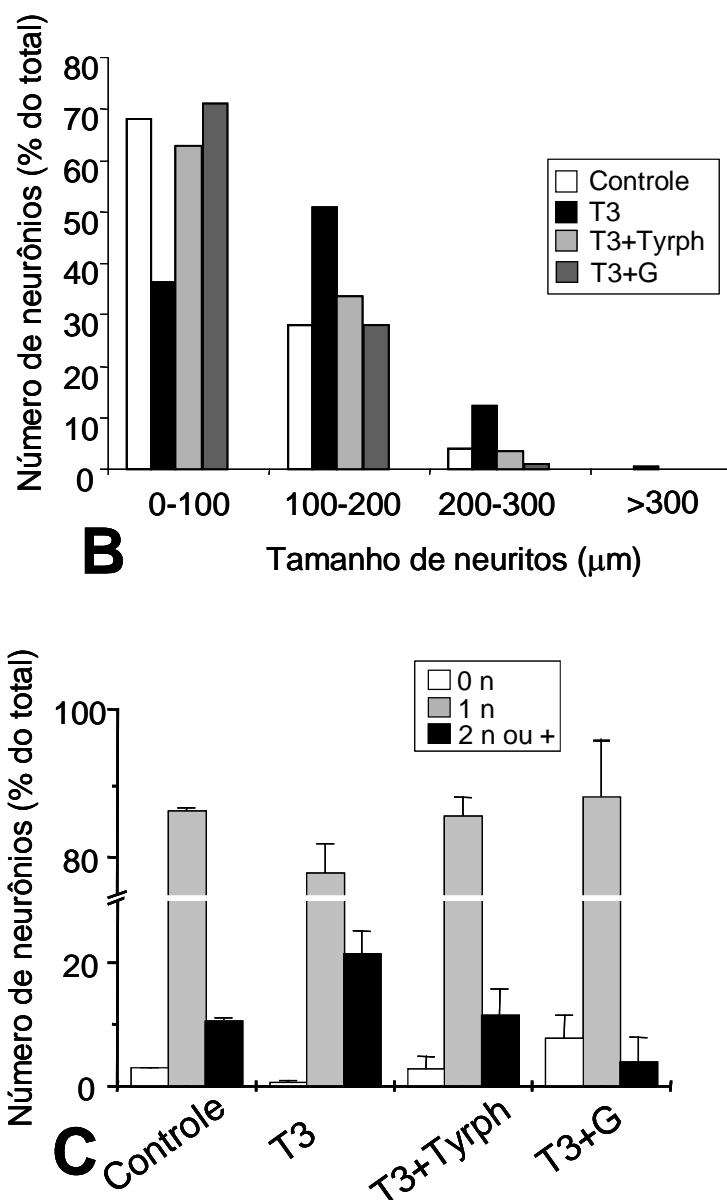 Número de neurônios (% do total)
80
70
60
50
40
30
20
10
0
Controle
T3
T3+Tyrph
T3+G
0-100
100-200
200-300
>300
Tamanho de neuritos (μm)
B
Número de neurônios (% do total)
100
80
20
0
0 n
1 n
2 n ou +
Controle
T3
T3+Tyrph
T3+G
C